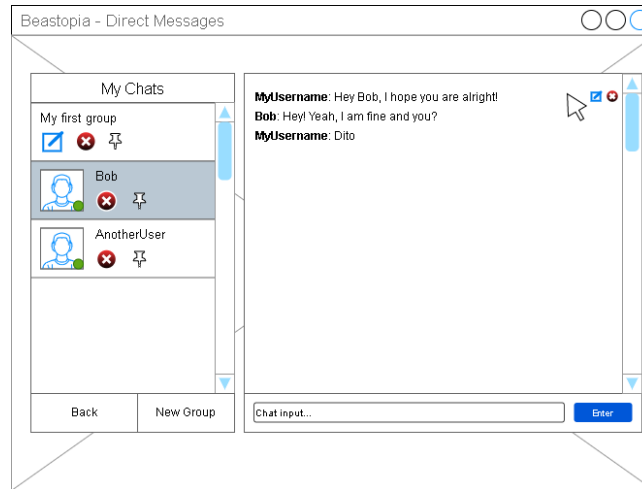 Beastopia - Direct Messages
My Chats
My first group
Bob
AnotherUser
Back
New Group
MyUsername: Hey Bob, I hope you are alright!
Bob: Hey! Yeah, I am fine and you?
MyUsername: Dito
Chat input...
Enter